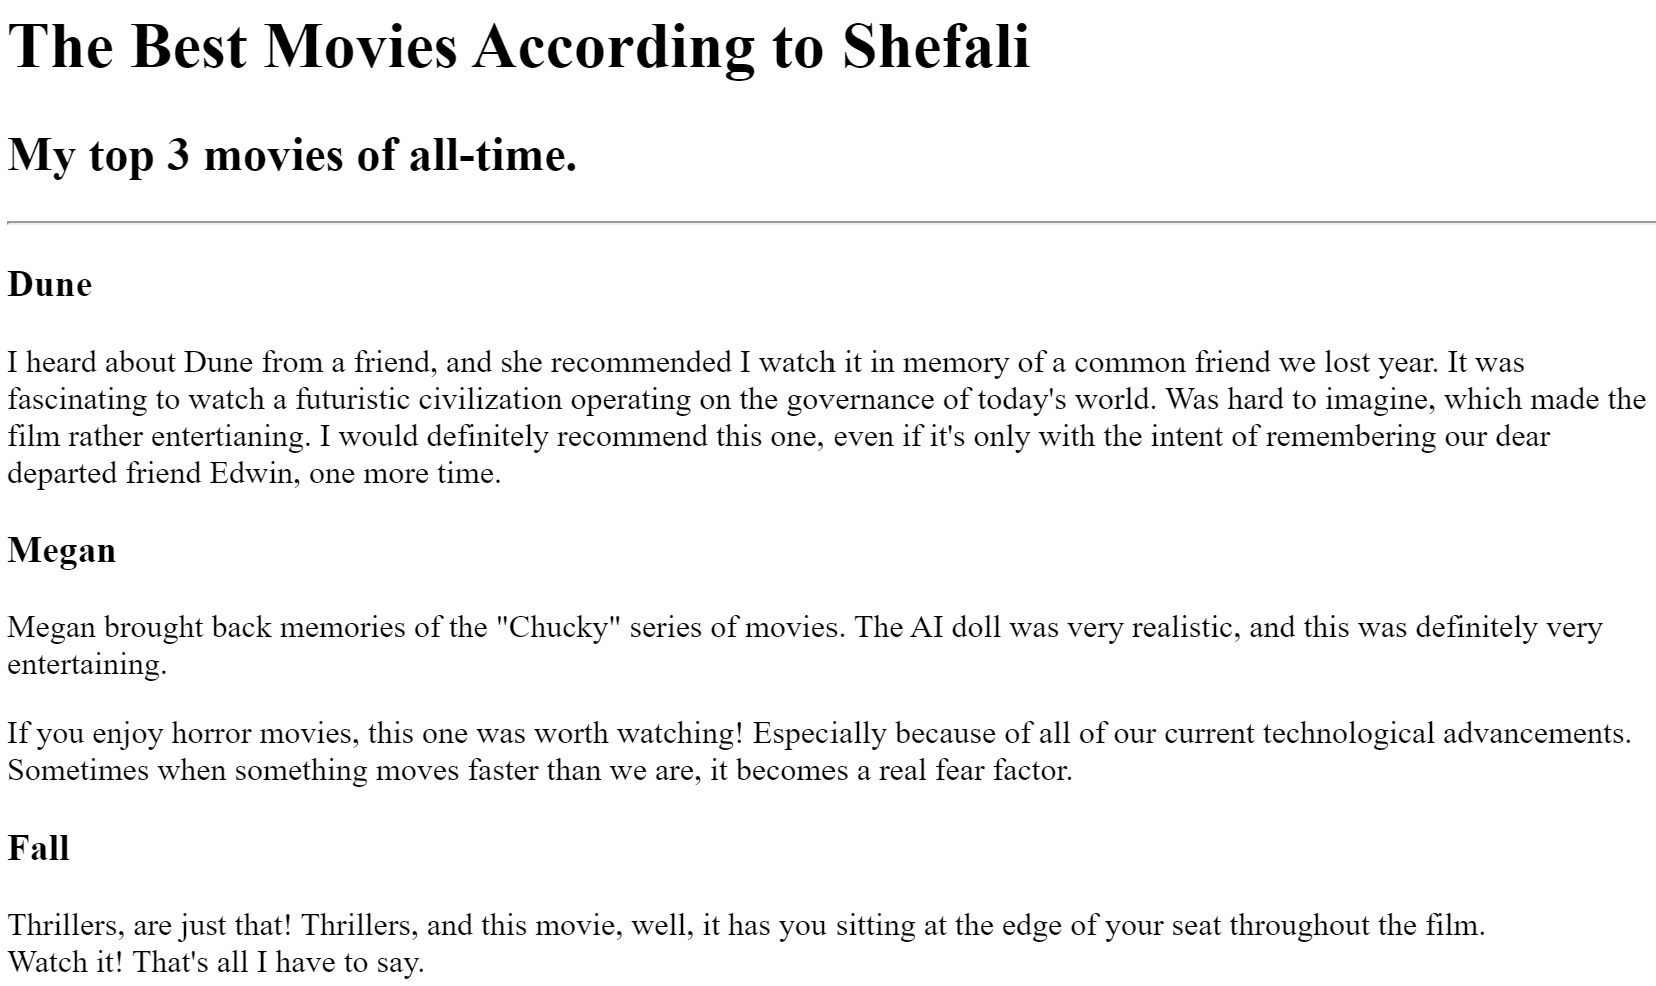 The Best Movies According to Shefali
My top 3 movies of all-time.
Dune
I heard about Dune from a friend, and she recommended I watch it in memory of a common friend we lost year. It was
fascinating to watch a futuristic civilization operating on the governance of today's world. Was hard to imagine, which made the
film rather entertianing. I would definitely recommend this one, even if it's only with the intent of remembering our dear
departed friend Edwin, one more time.
Megan
Megan brought back memories of the "Chucky" series of movies. The AI doll was very realistic, and this was definitely very
entertaining.
If you enjoy horror movies, this one was worth watching! Especially because of all of our current technological advancements.
Sometimes when something moves faster than we are, it becomes a real fear factor.
Fall
Thrillers, are just that! Thrillers, and this movie, well, it has you sitting at the edge of your seat throughout the film.
Watch it! That's all I have to say.